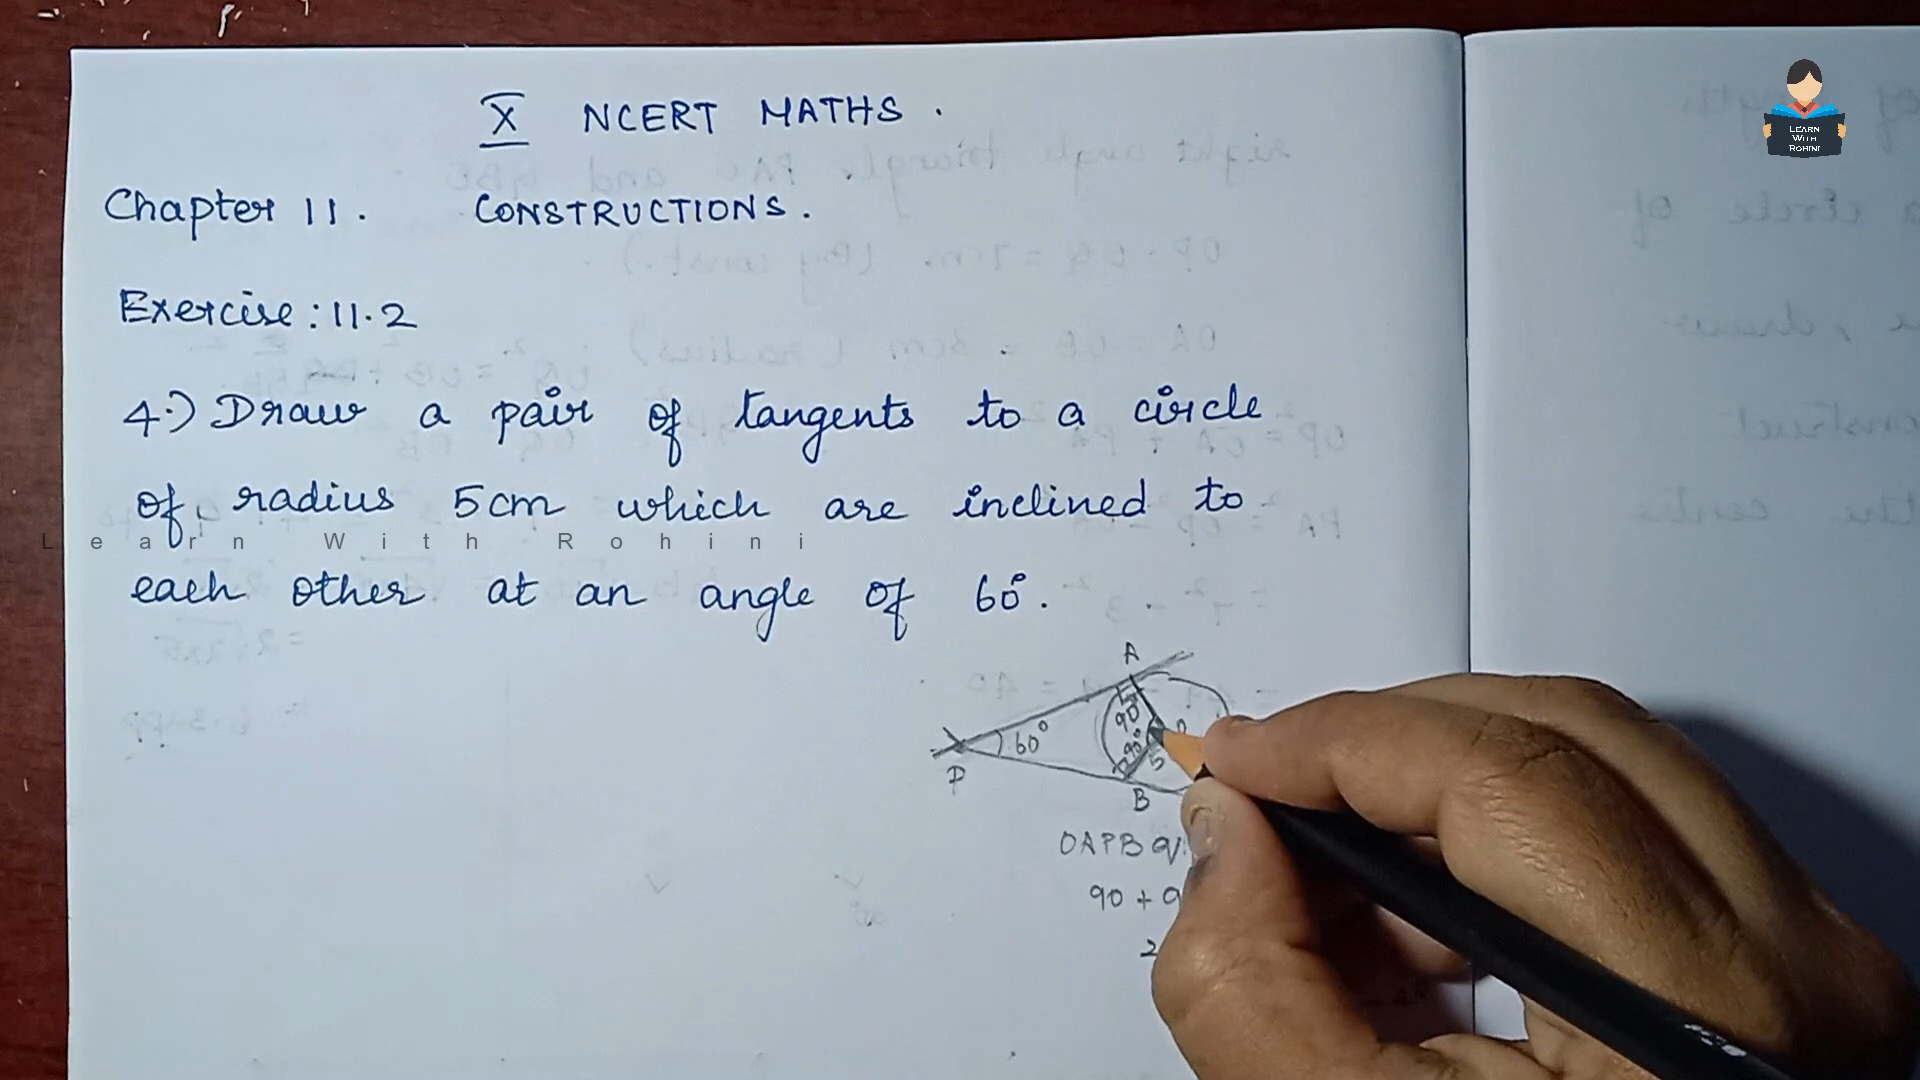 X NCERT MATHS.
LEARN
WITH
ROHINI
Chapter 11. CONSTRUCTIONS.
Exercise: 11.2
4.) Draw a pair of tangents to a circle
of radius 5cm which are inclined to
Learn With Rohini
each other at an angle of 60°.
A
90
60°
90°
5
P
B
OAPB
90 +
2